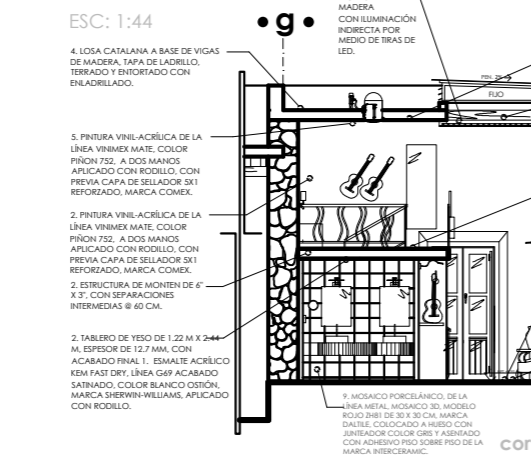 ESC: 1:44
• g •
MADERA
CON ILUMINACIÓN
INDIRECTA POR
MEDIO DE TIRAS DE
LED.
4. LOSA CATALANA A BASE DE VIGAS
DE MADERA, TAPA DE LADRILLO,
TERRADO Y ENTORTADO CON
ENLADRILLADO.
FIJO
5. PINTURA VINIL-ACRÍLICA DE LA
LÍNEA VINIMEX MATE, COLOR
PIÑON 752, A DOS MANOS
APLICADO CON RODILLO, CON
PREVIA CAPA DE SELLADOR 5X1
REFORZADO, MARCA COMEX.
2. PINTURA VINIL-ACRÍLICA DE LA
LÍNEA VINIMEX MATE, COLOR
PIÑON 752, A DOS MANOS
APLICADO CON RODILLO, CON
PREVIA CAPA DE SELLADOR 5X1
REFORZADO, MARCA COMEX.
2. ESTRUCTURA DE MONTEN DE 6"
X 3", CON SEPARACIONES
INTERMEDIAS @ 60 CM.
2. TABLERO DE YESO DE 1.22 M X 2.44
M, ESPESOR DE 12.7 MM, CON
ACABADO FINAL 1. ESMALTE ACRÍLICO
KEM FAST DRY, LÍNEA G69 ACABADO
SATINADO, COLOR BLANCO OSTIÓN,
MARCA SHERWIN-WILLIAMS, APLICADO
CON RODILLO.
9. MOSAICO PORCELÁNICO, DE LA
LÍNEA METAL, MOSAICO 3D, MODELO
ROJO ZH81 DE 30 X 30 CM, MARCA
DALTILE, COLOCADO A HUESO CON
JUNTEADOR COLOR GRIS Y ASENTADO
CON ADHESIVO PISO SOBRE PISO DE LA
MARCA INTERCERAMIC.